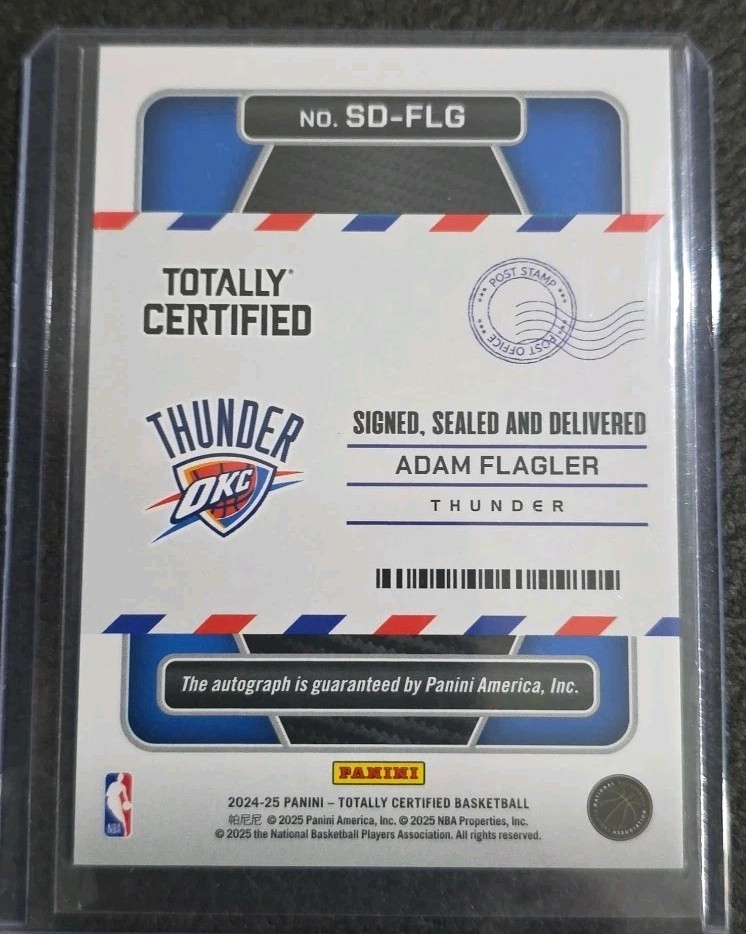 NO. SD-FLG
TOTALLY
CERTIFIED
POST STAMP
POST OFFICE
THUNDER
OKC
SIGNED, SEALED AND DELIVERED
ADAM FLAGLER
THUNDER
The autograph is guaranteed by Panini America, Inc.
PANINI
NBA
2024-25 PANINI – TOTALLY CERTIFIED BASKETBALL
帕尼尼 © 2025 Panini America, Inc. © 2025 NBA Properties, Inc.
© 2025 the National Basketball Players Association. All rights reserved.
NATIONAL
ASSOCIATION